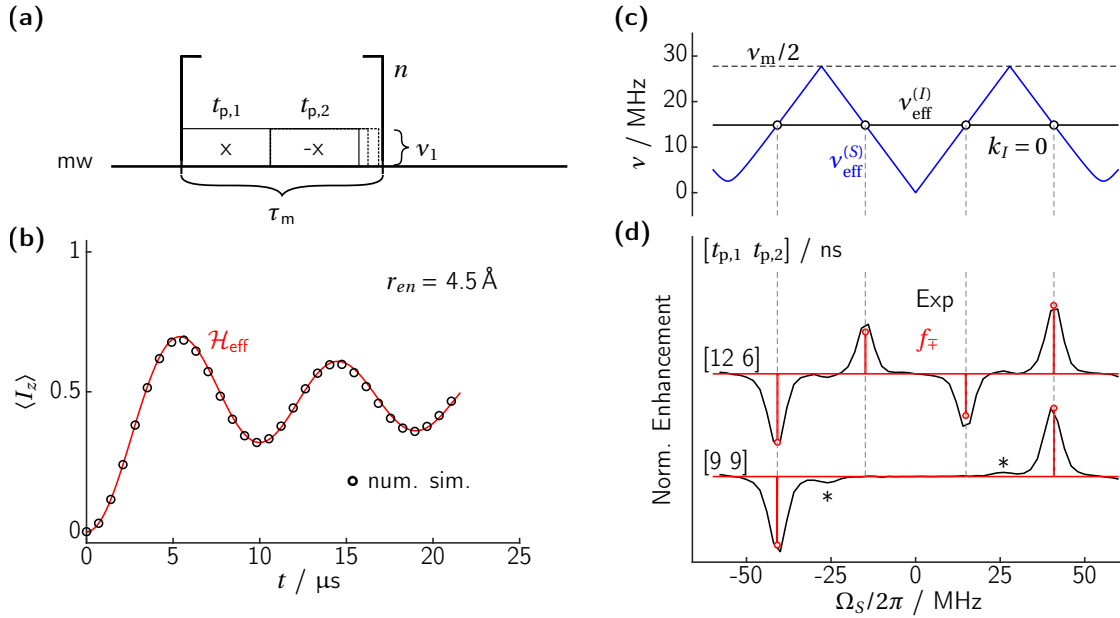 (a)
n
t_p,1 t_p,2
x -x
ν_1
mw
τ_m
(b)
1
0.5
0
⟨I_z⟩
r_en = 4.5 Å
ℋ_eff
num. sim.
0 5 10 15 20 25
t / μs
(c)
30
20
10
0
ν / MHz
ν_m/2
ν_eff^(I)
ν_eff^(S)
k_I = 0
(d)
[t_p,1 t_p,2] / ns
Exp
f_∓
[12 6]
[9 9]
*
*
Norm. Enhancement
-50 -25 0 25 50
Ω_S/2π / MHz